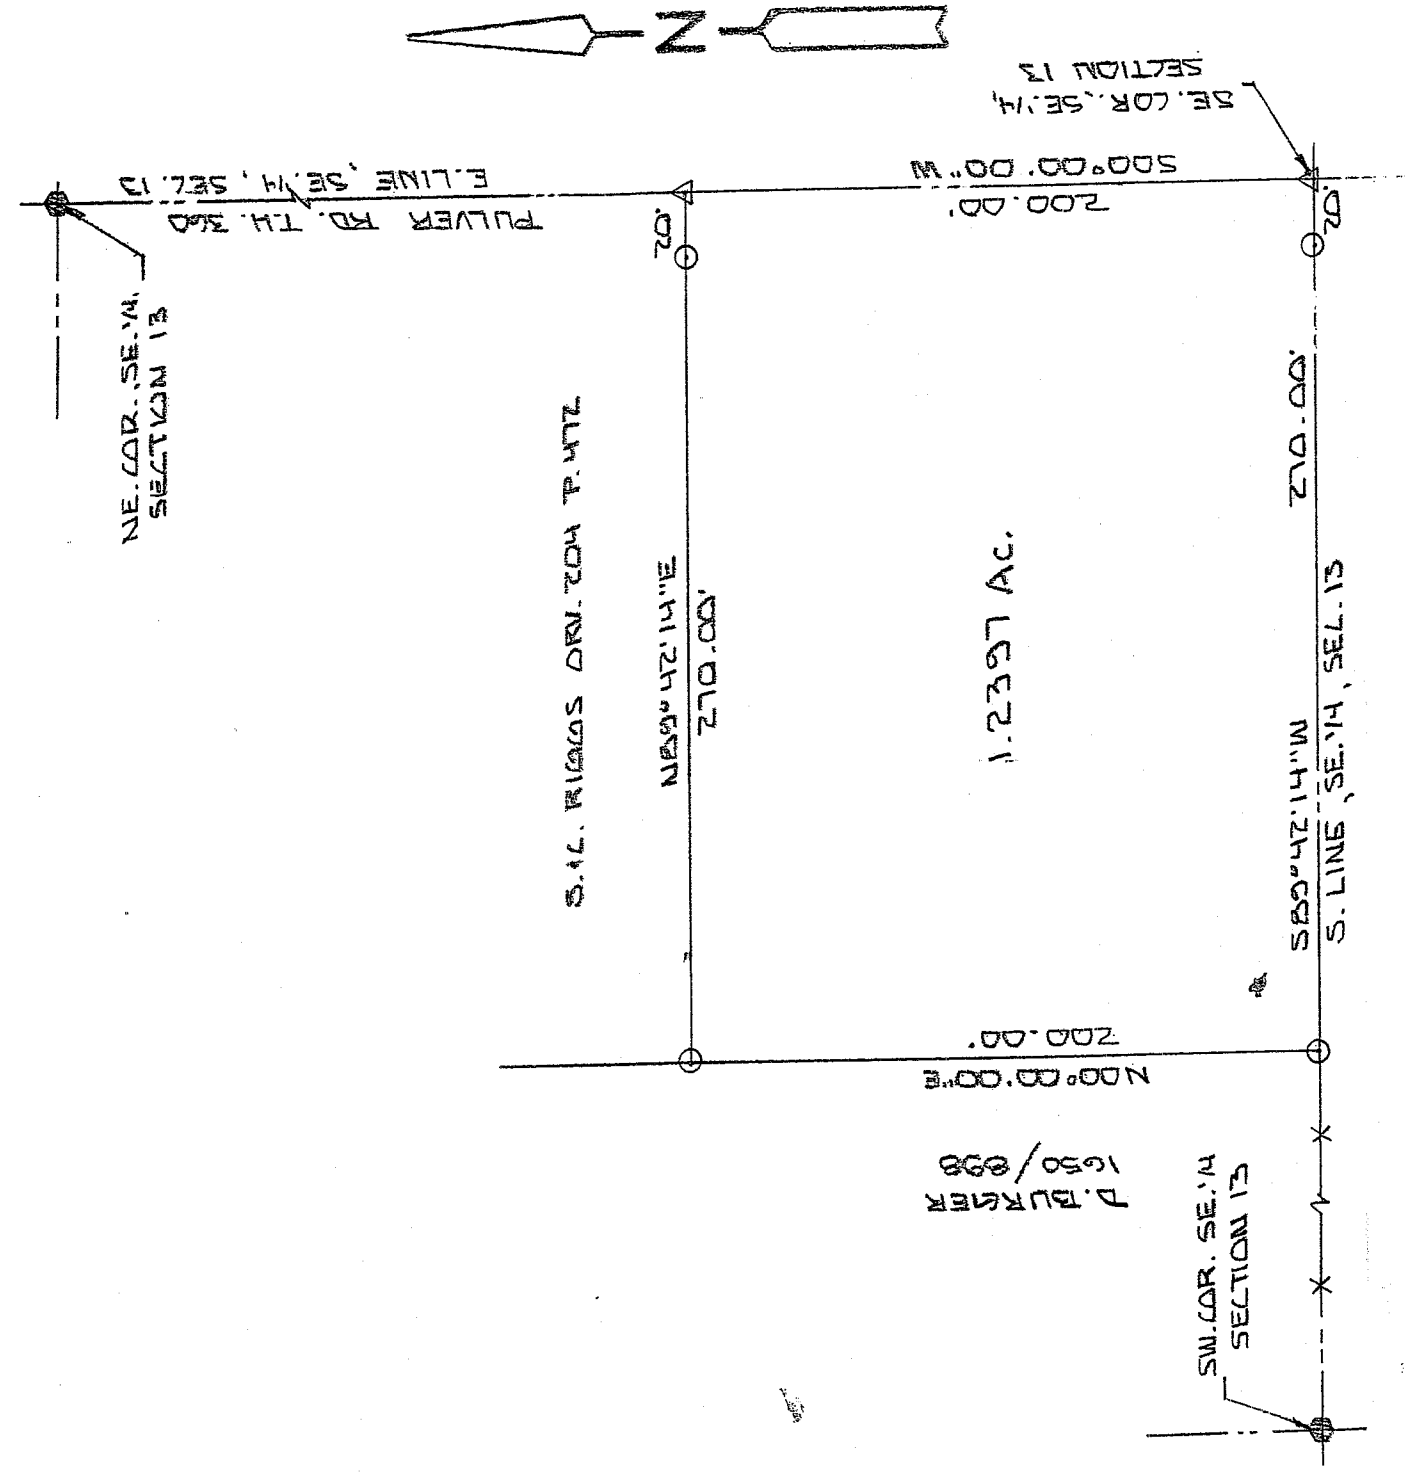 N
SE. COR., SE. 1/4,
SECTION 13
E. LINE, SE. 1/4, SEC. 13
PULVER RD. T.H. 360
S00°00'00"W
200.00'
20'
20'
NE. COR., SE. 1/4,
SECTION 13
S.&C. RIGGS ORV. 204 P. 472
N89°42'14"E
270.00'
1.2397 AC.
270.00'
S89°42'14"W
S. LINE, SE. 1/4, SEC. 13
200.00'
N00°00'00"E
D. BURGNER
1650/898
SW. COR. SE. 1/4
SECTION 13